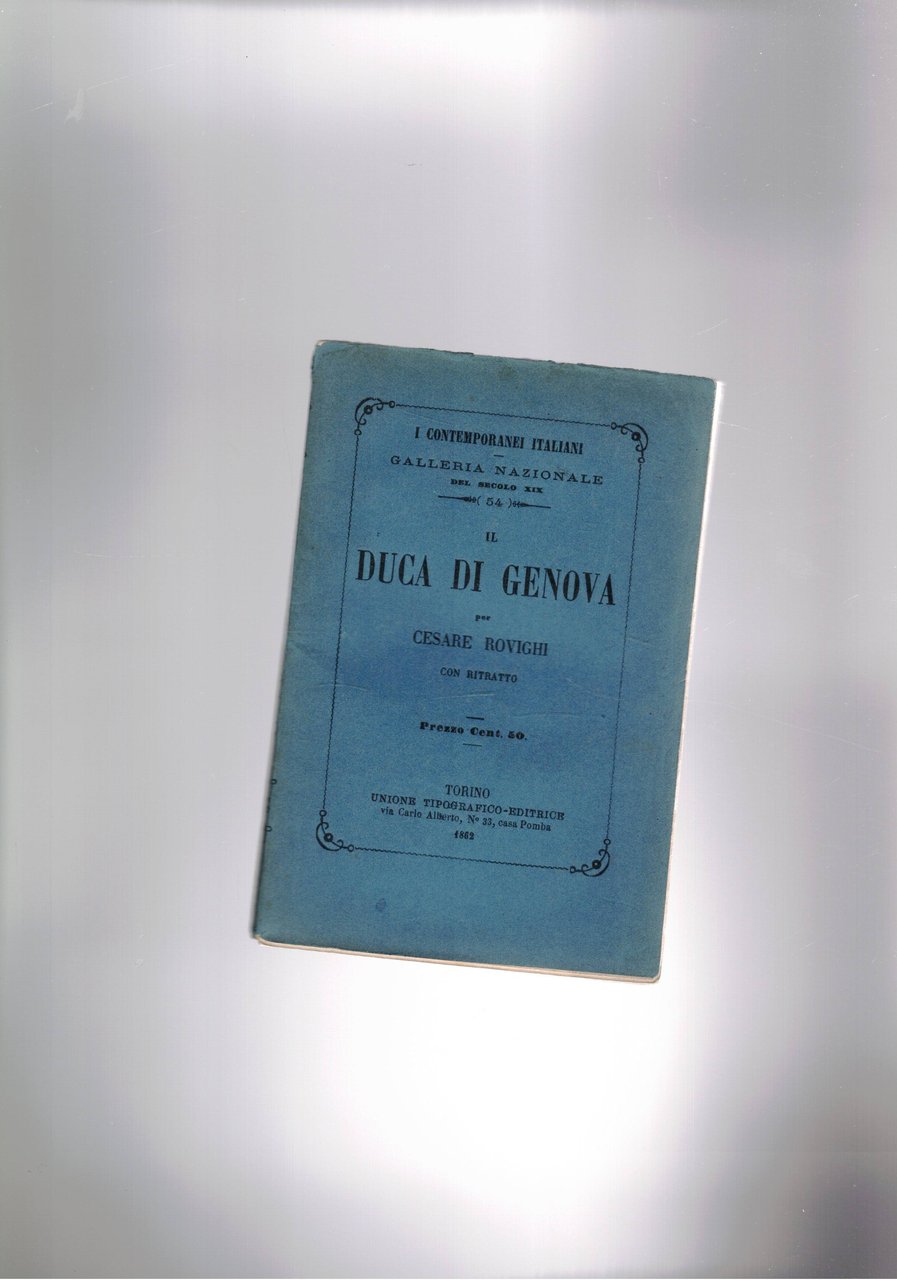 I CONTEMPORANEI ITALIANI
GALLERIA NAZIONALE
DEL SECOLO XIX
( 54 )
IL
DUCA DI GENOVA
per
CESARE ROVIGHI
CON RITRATTO
Prezzo Cent. 50.
TORINO
UNIONE TIPOGRAFICO-EDITRICE
via Carlo Alberto, Nº 33, casa Pomba
1862